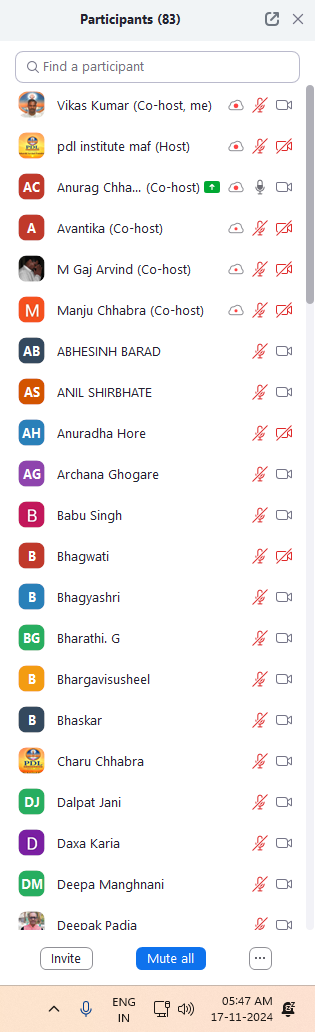 Participants (83)
Find a participant
Vikas Kumar (Co-host, me)
PDL pdl institute maf (Host)
AC Anurag Chha... (Co-host)
A Avantika (Co-host)
M Gaj Arvind (Co-host)
M Manju Chhabra (Co-host)
AB ABHESINH BARAD
AS ANIL SHIRBHATE
AH Anuradha Hore
AG Archana Ghogare
B Babu Singh
B Bhagwati
B Bhagyashri
BG Bharathi. G
B Bhargavisusheel
B Bhaskar
PDL Charu Chhabra
DJ Dalpat Jani
D Daxa Karia
DM Deepa Manghnani
Deepak Padia
Invite Mute all ...
ENG 05:47 AM
IN 17-11-2024